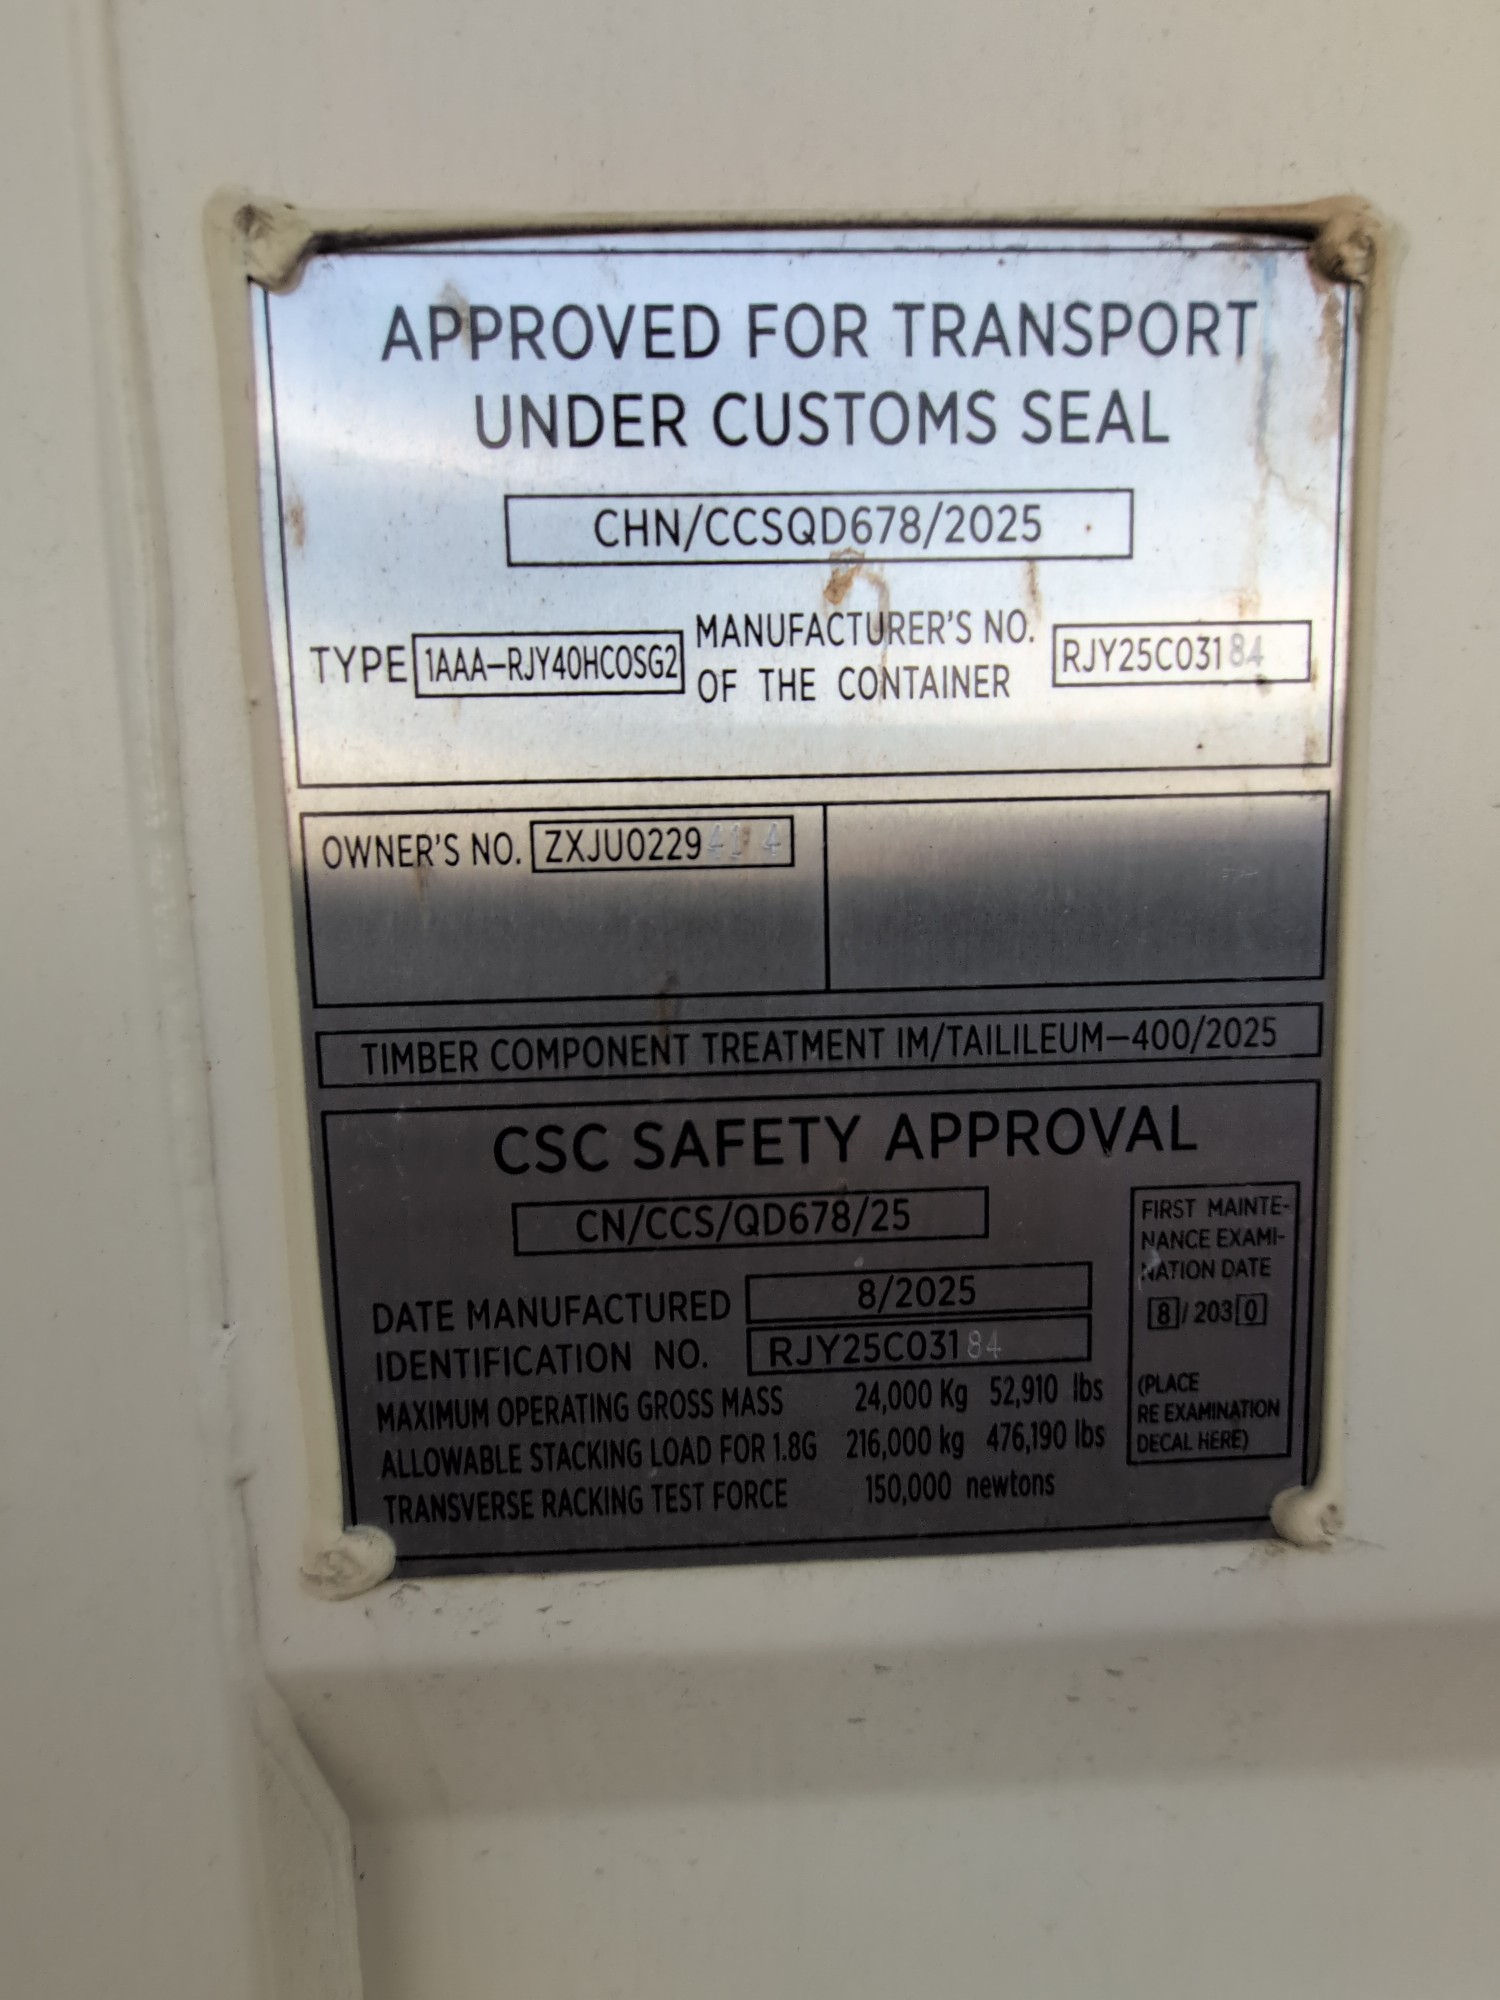 APPROVED FOR TRANSPORT
UNDER CUSTOMS SEAL
CHN/CCSQD678/2025
TYPE 1AAA-RJY40HCOSG2 MANUFACTURER'S NO. OF THE CONTAINER RJY25C03184
OWNER'S NO. ZXJU0229
TIMBER COMPONENT TREATMENT IM/TAILILEUM-400/2025
CSC SAFETY APPROVAL
CN/CCS/QD678/25
DATE MANUFACTURED 8/2025
IDENTIFICATION NO. RJY25C03184
MAXIMUM OPERATING GROSS MASS 24,000 Kg 52,910 lbs
ALLOWABLE STACKING LOAD FOR 1.8G 216,000 kg 476,190 lbs
TRANSVERSE RACKING TEST FORCE 150,000 newtons
FIRST MAINTE-
NANCE EXAMI-
NATION DATE
8/2030
(PLACE
RE EXAMINATION
DECAL HERE)